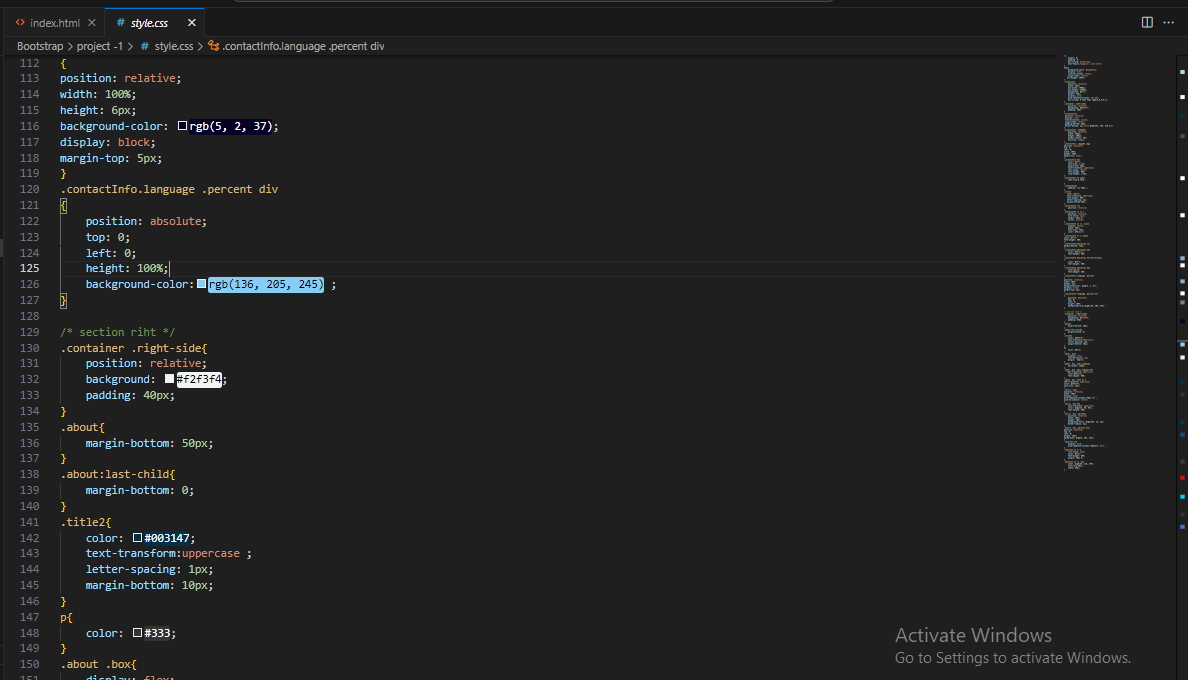 index.html
style.css
Bootstrap > project -1 > # style.css > .contactInfo.language .percent div
112 {
113 position: relative;
114 width: 100%;
115 height: 6px;
116 background-color: rgb(5, 2, 37);
117 display: block;
118 margin-top: 5px;
119 }
120 .contactInfo.language .percent div
121 {
122 position: absolute;
123 top: 0;
124 left: 0;
125 height: 100%;
126 background-color: rgb(136, 205, 245) ;
127 }
128
129 /* section riht */
130 .container .right-side{
131 position: relative;
132 background: #f2f3f4;
133 padding: 40px;
134 }
135 .about{
136 margin-bottom: 50px;
137 }
138 .about:last-child{
139 margin-bottom: 0;
140 }
141 .title2{
142 color: #003147;
143 text-transform:uppercase ;
144 letter-spacing: 1px;
145 margin-bottom: 10px;
146 }
147 p{
148 color: #333;
149 }
150 .about .box{
151 display: flex;
Activate Windows
Go to Settings to activate Windows.